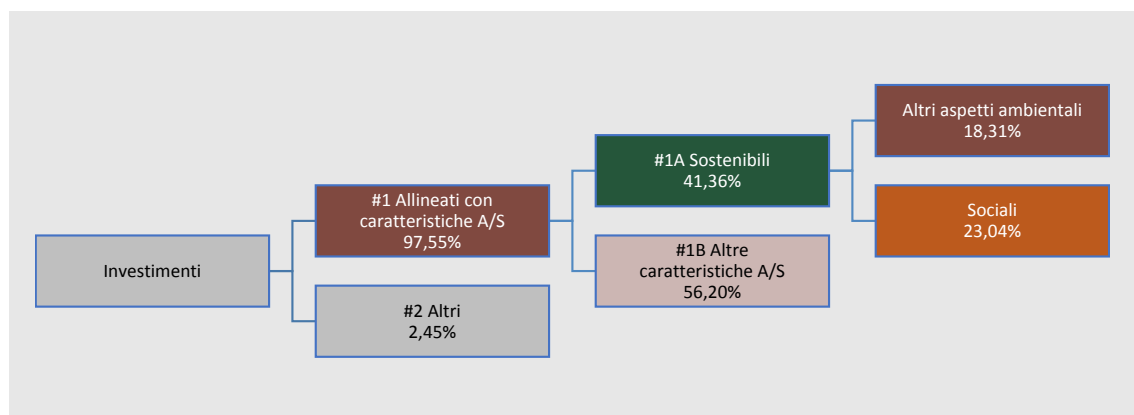 Investimenti
#1 Allineati con
caratteristiche A/S
97,55%
#2 Altri
2,45%
#1A Sostenibili
41,36%
#1B Altre
caratteristiche A/S
56,20%
Altri aspetti ambientali
18,31%
Sociali
23,04%